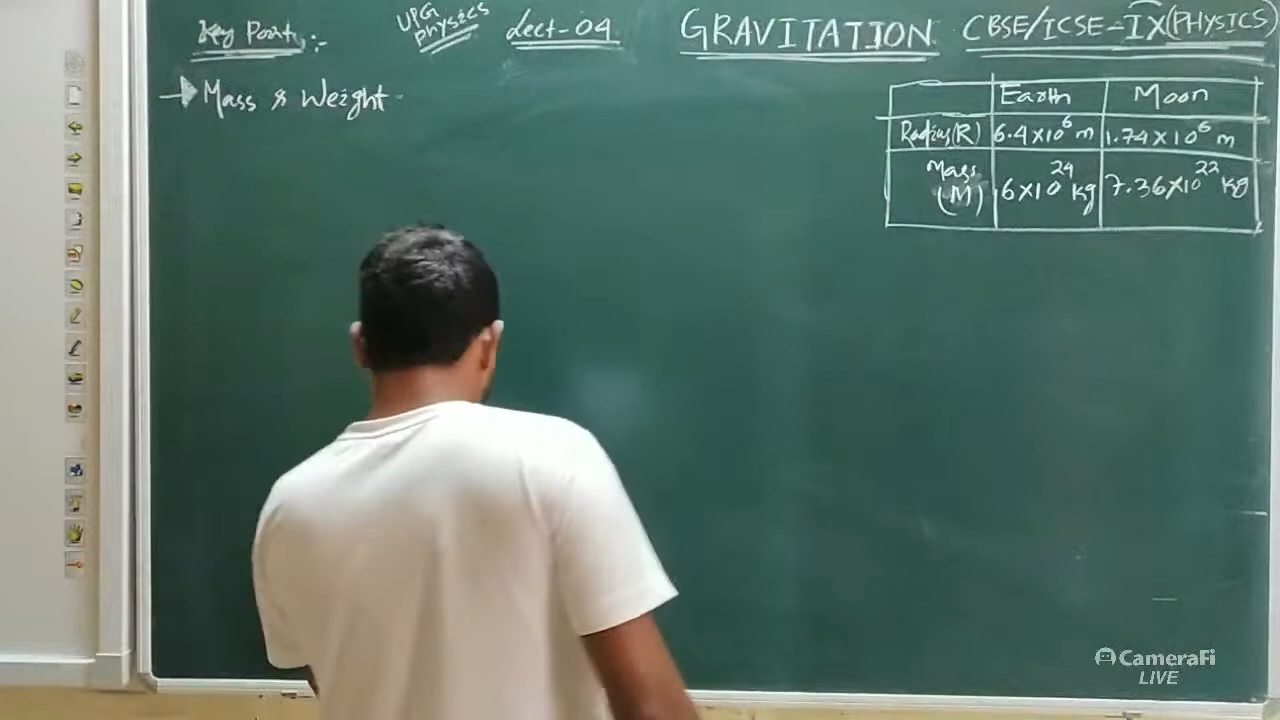 Key Points :-
UPG
Physics
Lect-04
GRAVITATION
CBSE/ICSE-IX(PHYSICS)
→ Mass & Weight
Earth Moon
Radius(R) 6.4×10⁶ m 1.74×10⁶ m
Mass (M) 6×10²⁴ kg 7.36×10²² kg
CameraFi
LIVE